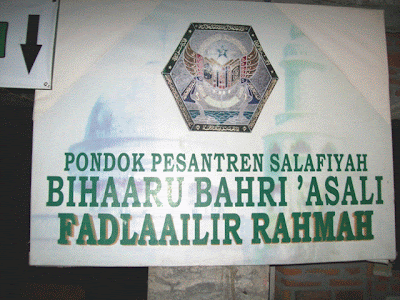 PONDOK PESANTREN SALAFIYAH
BIHAARU BAHRI 'ASALI
FADLAAILIR RAHMAH